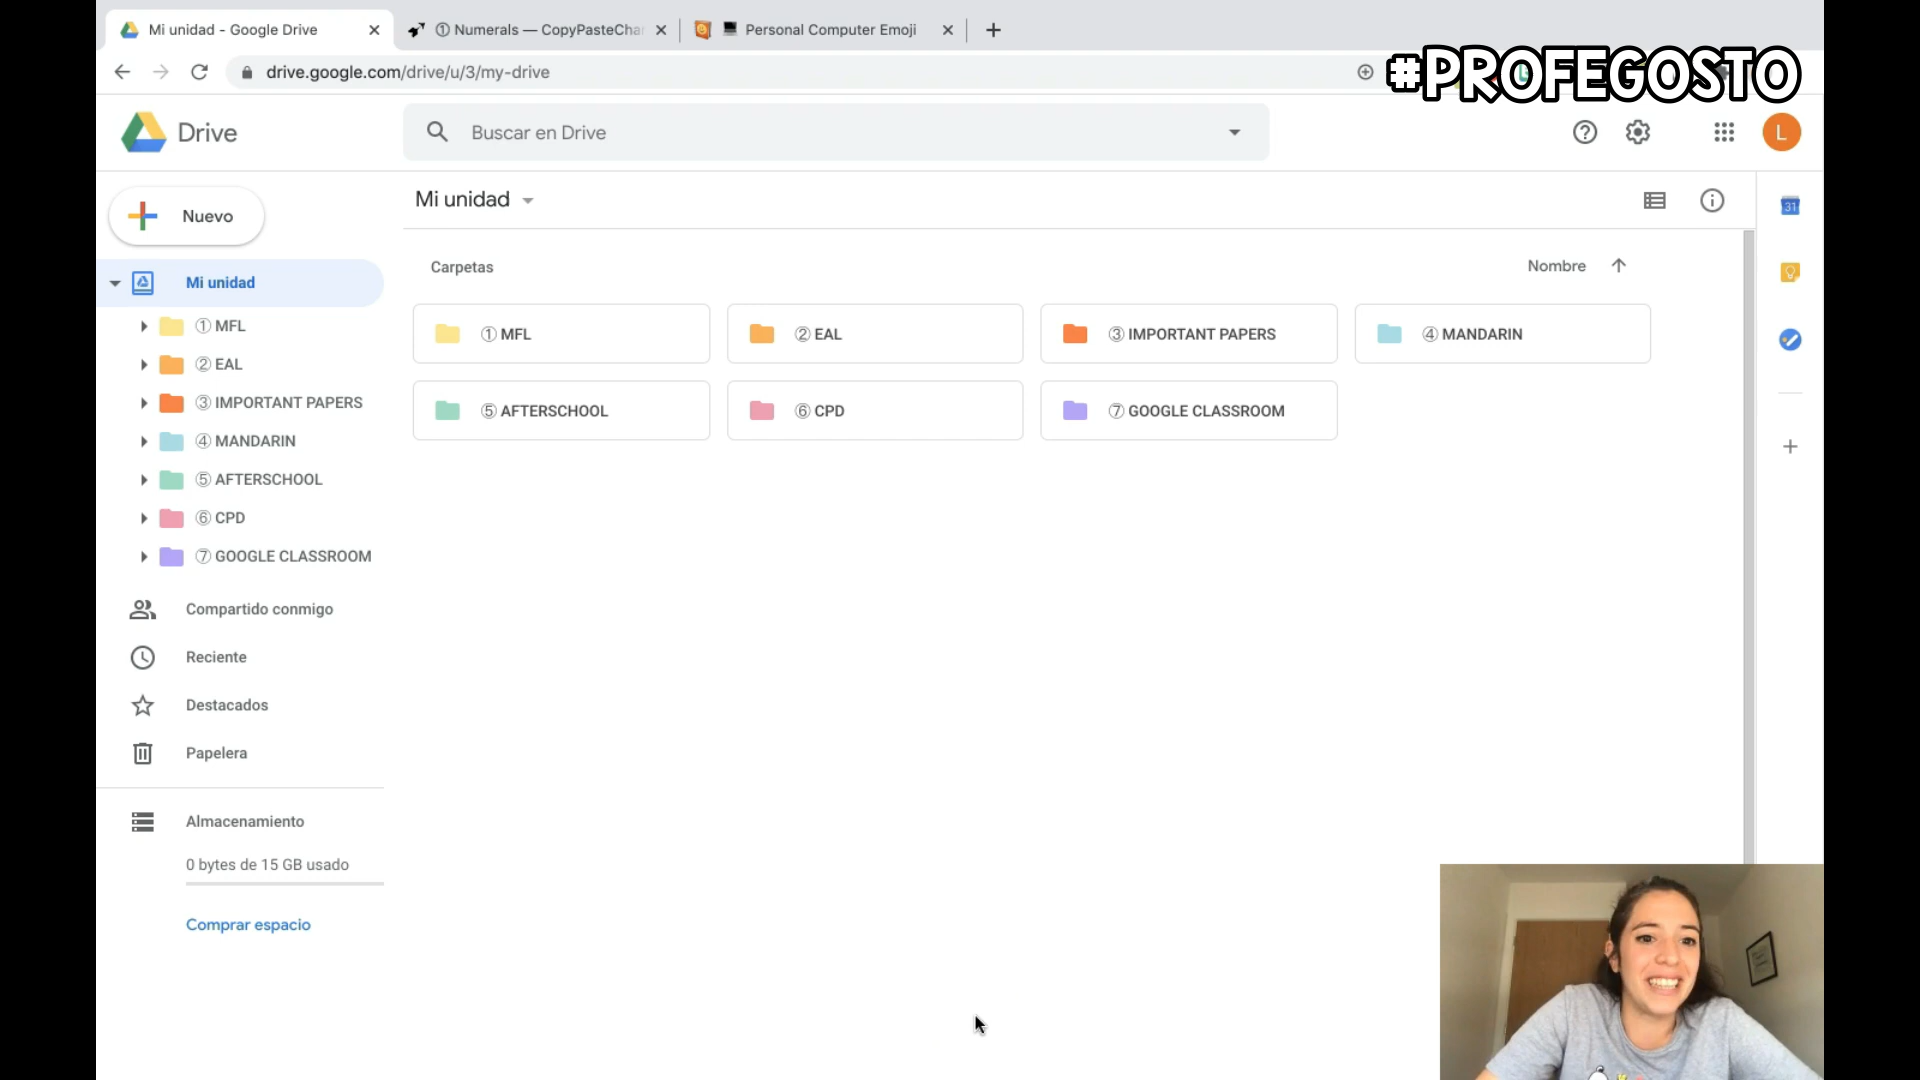 Mi unidad - Google Drive
① Numerals — CopyPasteCha
Personal Computer Emoji
drive.google.com/drive/u/3/my-drive
#PROFEGOSTO
Drive
Buscar en Drive
L
Nuevo
Mi unidad
Mi unidad
① MFL
② EAL
③ IMPORTANT PAPERS
④ MANDARIN
⑤ AFTERSCHOOL
⑥ CPD
⑦ GOOGLE CLASSROOM
Compartido conmigo
Reciente
Destacados
Papelera
Almacenamiento
0 bytes de 15 GB usado
Comprar espacio
Carpetas
Nombre
① MFL
② EAL
③ IMPORTANT PAPERS
④ MANDARIN
⑤ AFTERSCHOOL
⑥ CPD
⑦ GOOGLE CLASSROOM
31